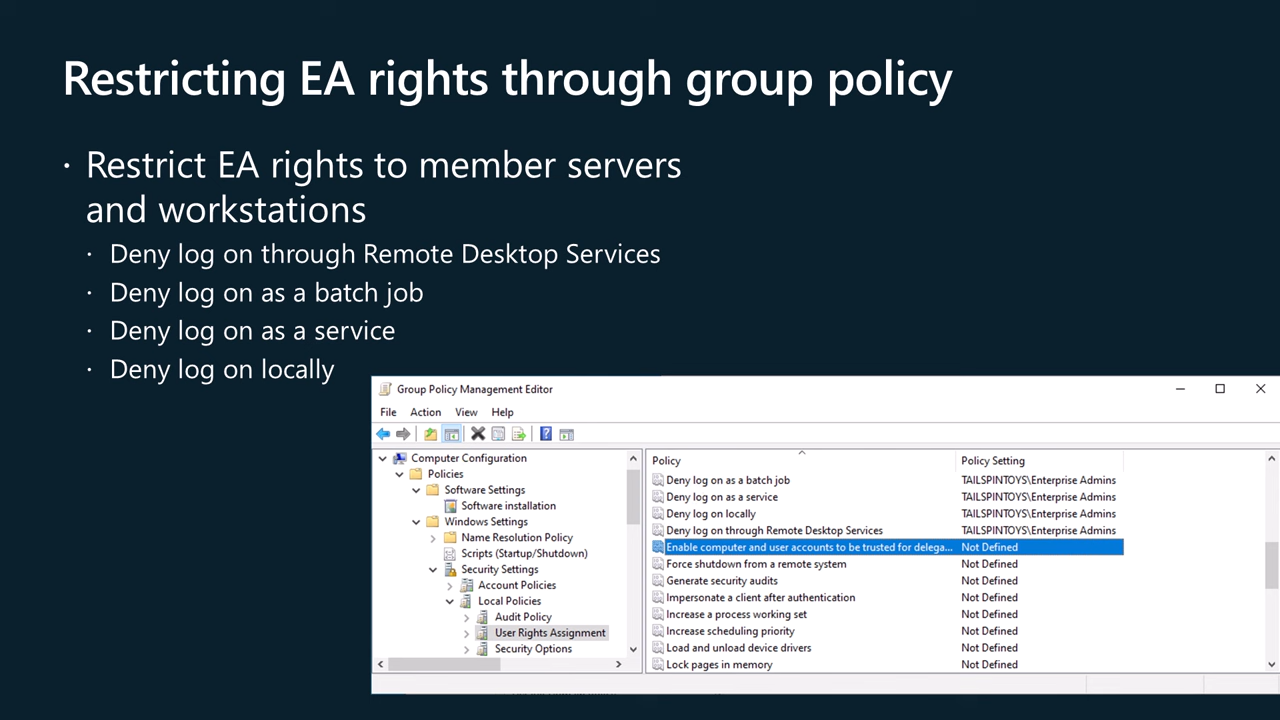 Restricting EA rights through group policy
· Restrict EA rights to member servers
and workstations
· Deny log on through Remote Desktop Services
· Deny log on as a batch job
· Deny log on as a service
· Deny log on locally
Group Policy Management Editor
File Action View Help
Computer Configuration
Policies
Software Settings
Software installation
Windows Settings
Name Resolution Policy
Scripts (Startup/Shutdown)
Security Settings
Account Policies
Local Policies
Audit Policy
User Rights Assignment
Security Options
Policy Policy Setting
Deny log on as a batch job TAILSPINTOYS\Enterprise Admins
Deny log on as a service TAILSPINTOYS\Enterprise Admins
Deny log on locally TAILSPINTOYS\Enterprise Admins
Deny log on through Remote Desktop Services TAILSPINTOYS\Enterprise Admins
Enable computer and user accounts to be trusted for delega... Not Defined
Force shutdown from a remote system Not Defined
Generate security audits Not Defined
Impersonate a client after authentication Not Defined
Increase a process working set Not Defined
Increase scheduling priority Not Defined
Load and unload device drivers Not Defined
Lock pages in memory Not Defined